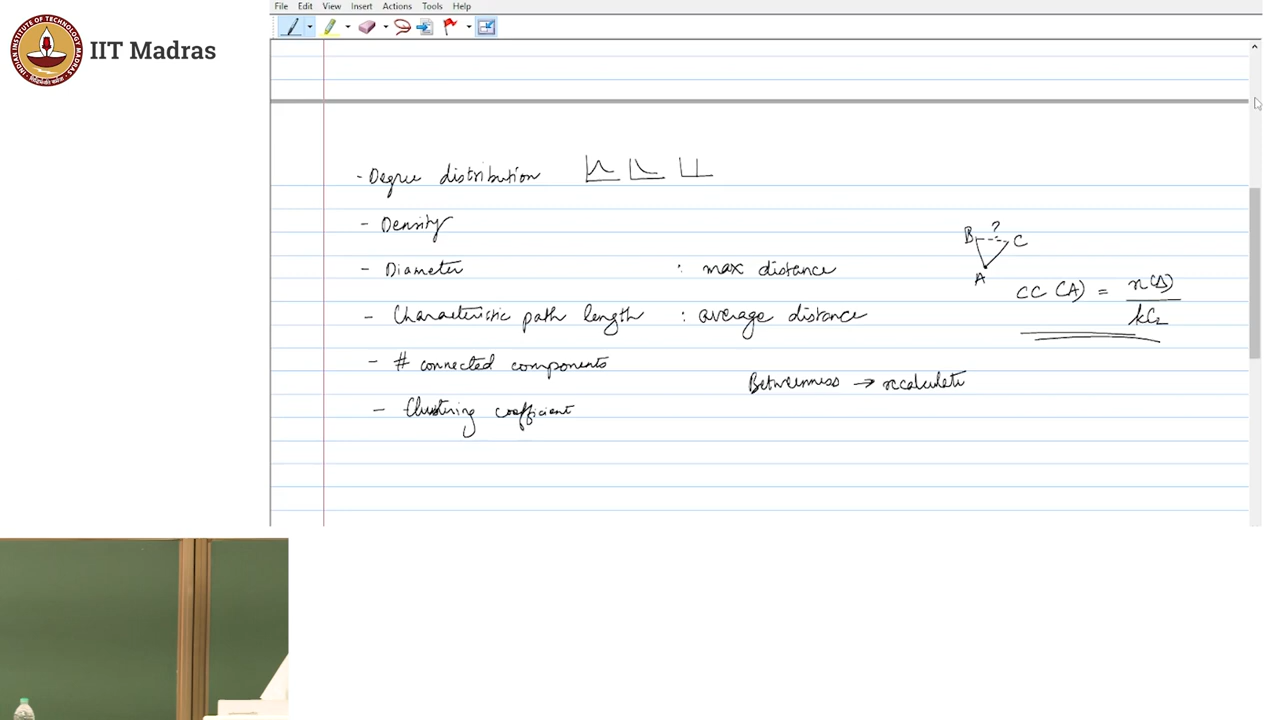 IIT Madras
File Edit View Insert Actions Tools Help
- Degree distribution
- Density
- Diameter : max distance
- Characteristic path length : average distance
- # connected components
- Clustering coefficient
B ? C
A
CC (A) = n(Δ)
kC₂
Betweenness → recalculate